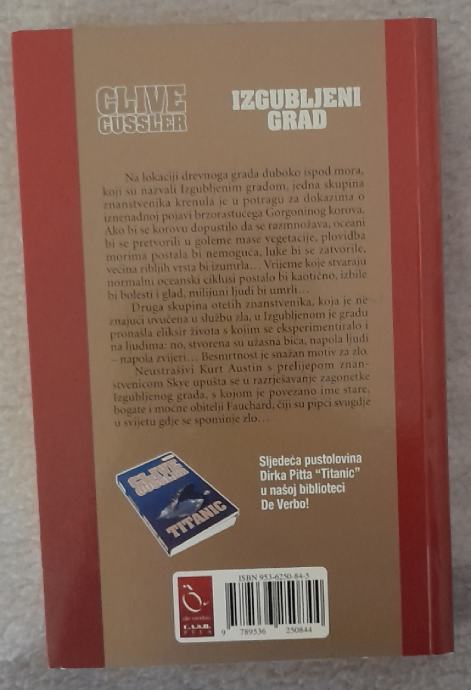 CLIVE
CUSSLER
IZGUBLJENI
GRAD
Na lokaciji drevnoga grada duboko ispod mora,
koji su nazvali Izgubljenim gradom, jedna skupina
znanstvenika krenula je u potragu za dokazima o
iznenadnoj pojavi brzorastućega Gorgoninog korova.
Ako bi se korovu dopustilo da se razmnožava, oceani
bi se pretvorili u goleme mase vegetacije, plovidba
morima postala bi nemoguća, luke bi se zatvorile,
većina ribljih vrsta bi izumrla... Vrijeme koje stvaraju
normalni oceanski ciklusi postalo bi kaotično, izbile
bi bolesti i glad, milijuni ljudi bi umrli...
Druga skupina otetih znanstvenika, koja je ne-
znajući uvučena u službu zla, u Izgubljenom je gradu
pronašla eliksir života s kojim se eksperimentiralo i
na ljudima: no, stvorena su užasna bića, napola ljudi
– napola zvijeri... Besmrtnost je snažan motiv za zlo.
Neustrašivi Kurt Austin s prelijepom znan-
stvenicom Skye upušta se u razrješavanje zagonetke
Izgubljenog grada, s kojom je povezano ime stare,
bogate i moćne obitelji Fauchard, čiji su pipci svugdje
u svijetu gdje se spominje zlo...
CLIVE
CUSSLER
TITANIC
Sljedeća pustolovina
Dirka Pitta "Titanic"
u našoj biblioteci
De Verbo!
ISBN 953-6250-84-5
9 789536 250844